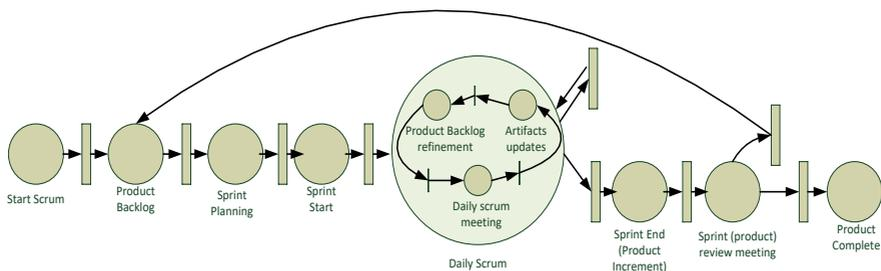 Start Scrum
Product
Backlog
Sprint
Planning
Sprint
Start
Product Backlog
refinement
Artifacts
updates
Daily scrum
meeting
Daily Scrum
Sprint End
(Product
Increment)
Sprint (product)
review meeting
Product
Complete